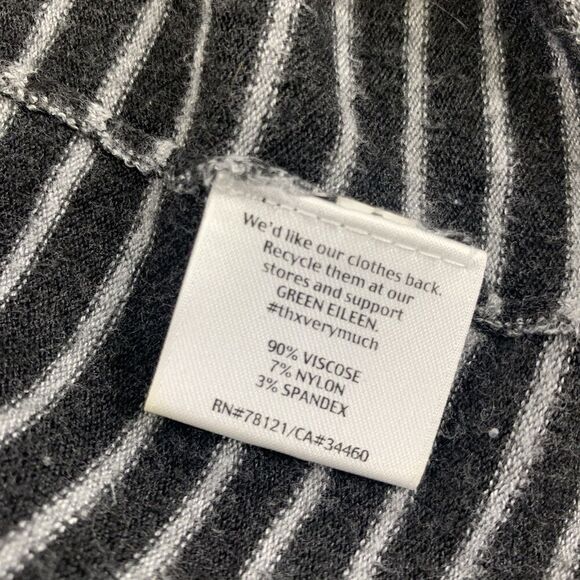 We'd like our clothes back.
Recycle them at our
stores and support
GREEN EILEEN.
#thxverymuch
90% VISCOSE
7% NYLON
3% SPANDEX
RN#78121/CA#34460